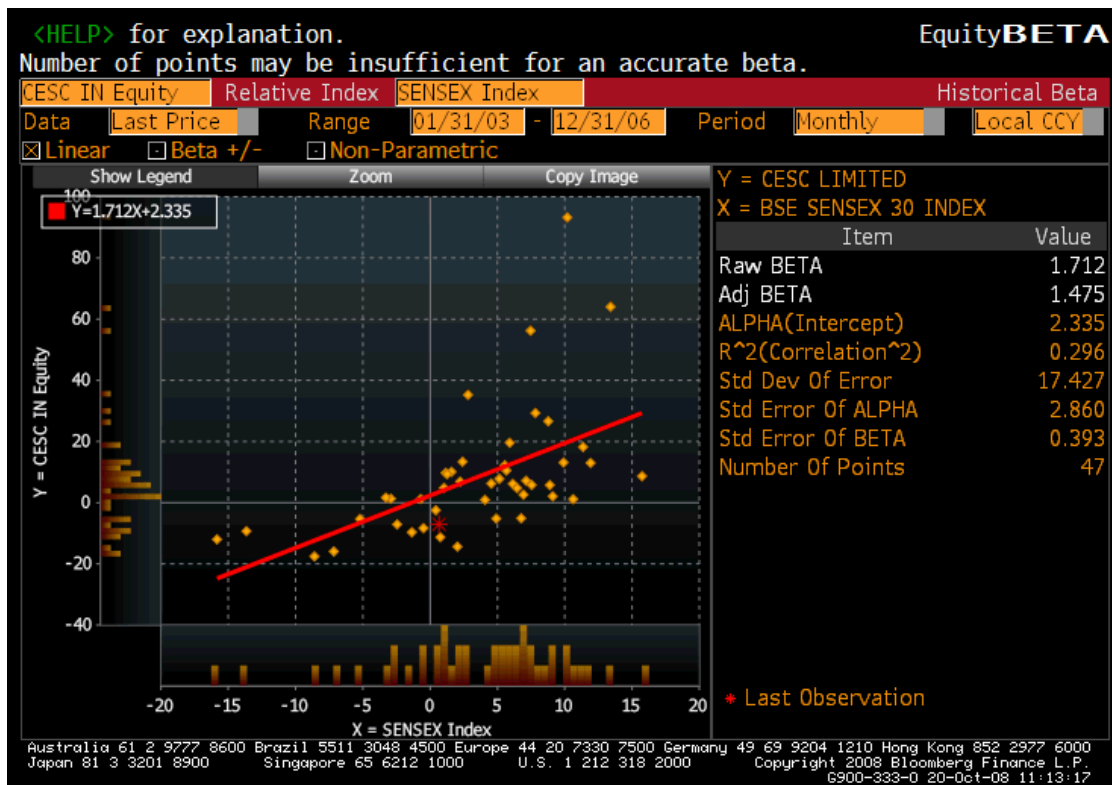 <HELP> for explanation. EquityBETA
Number of points may be insufficient for an accurate beta.
CESC IN Equity Relative Index SENSEX Index Historical Beta
Data Last Price Range 01/31/03 - 12/31/06 Period Monthly Local CCY
Linear Beta +/- Non-Parametric
Show Legend Zoom Copy Image
Y = CESC LIMITED
X = BSE SENSEX 30 INDEX
Item Value
Raw BETA 1.712
Adj BETA 1.475
ALPHA(Intercept) 2.335
R^2(Correlation^2) 0.296
Std Dev Of Error 17.427
Std Error Of ALPHA 2.860
Std Error Of BETA 0.393
Number Of Points 47
* Last Observation
100
Y=1.712X+2.335
80
60
40
20
0
-20
-40
Y = CESC IN Equity
-20 -15 -10 -5 0 5 10 15 20
X = SENSEX Index
Australia 61 2 9777 8600 Brazil 5511 3048 4500 Europe 44 20 7330 7500 Germany 49 69 9204 1210 Hong Kong 852 2977 6000
Japan 81 3 3201 8900 Singapore 65 6212 1000 U.S. 1 212 318 2000 Copyright 2008 Bloomberg Finance L.P.
G900-333-0 20-Oct-08 11:13:17